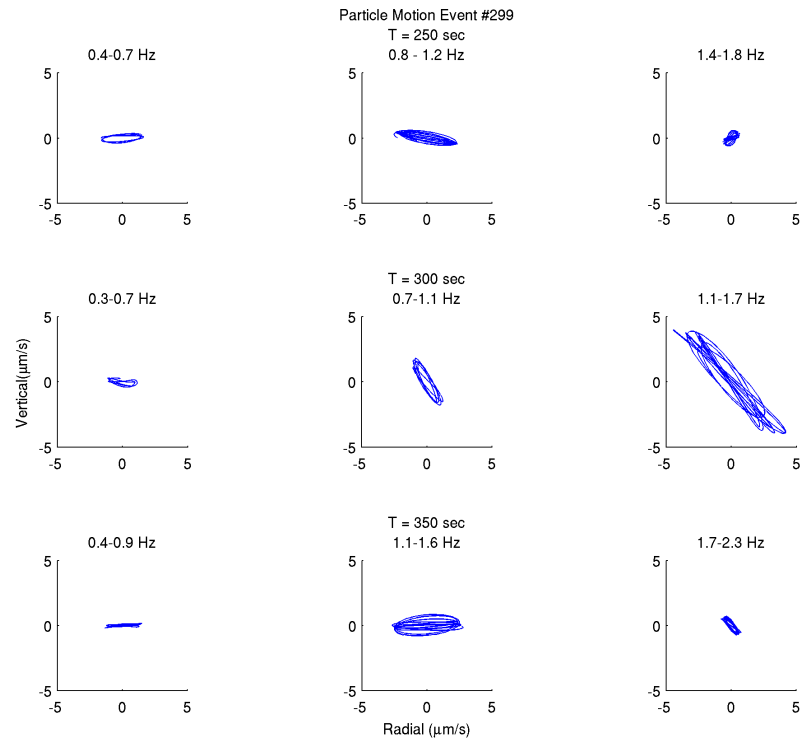 Particle Motion Event #299
T = 250 sec
0.4-0.7 Hz
0.8 - 1.2 Hz
1.4-1.8 Hz
5
0
-5
-5 0 5
5
0
-5
-5 0 5
5
0
-5
-5 0 5
T = 300 sec
0.3-0.7 Hz
0.7-1.1 Hz
1.1-1.7 Hz
Vertical(μm/s)
5
0
-5
-5 0 5
5
0
-5
-5 0 5
5
0
-5
-5 0 5
T = 350 sec
0.4-0.9 Hz
1.1-1.6 Hz
1.7-2.3 Hz
5
0
-5
-5 0 5
5
0
-5
-5 0 5
5
0
-5
-5 0 5
Radial (μm/s)